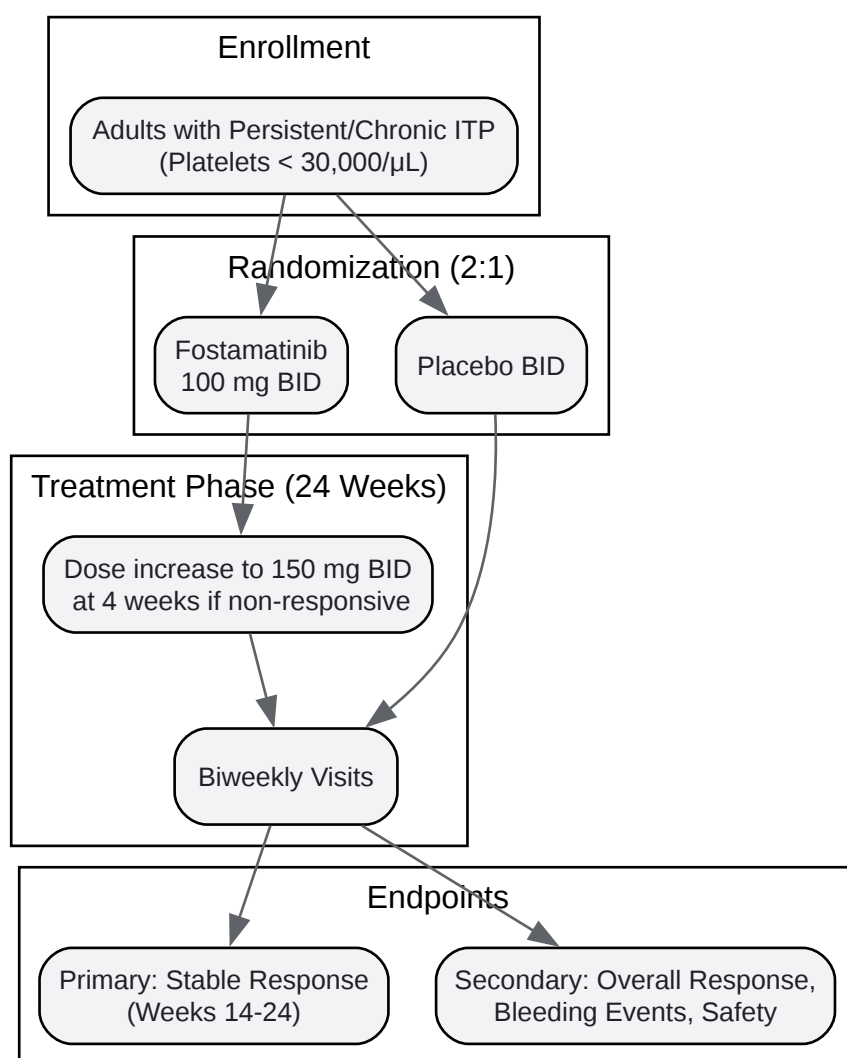 Enrollment
Adults with Persistent/Chronic ITP
(Platelets < 30,000/μL)
Randomization (2:1)
Fostamatinib
100 mg BID
Placebo BID
Treatment Phase (24 Weeks)
Dose increase to 150 mg BID
at 4 weeks if non-responsive
Biweekly Visits
Endpoints
Primary: Stable Response
(Weeks 14-24)
Secondary: Overall Response,
Bleeding Events, Safety